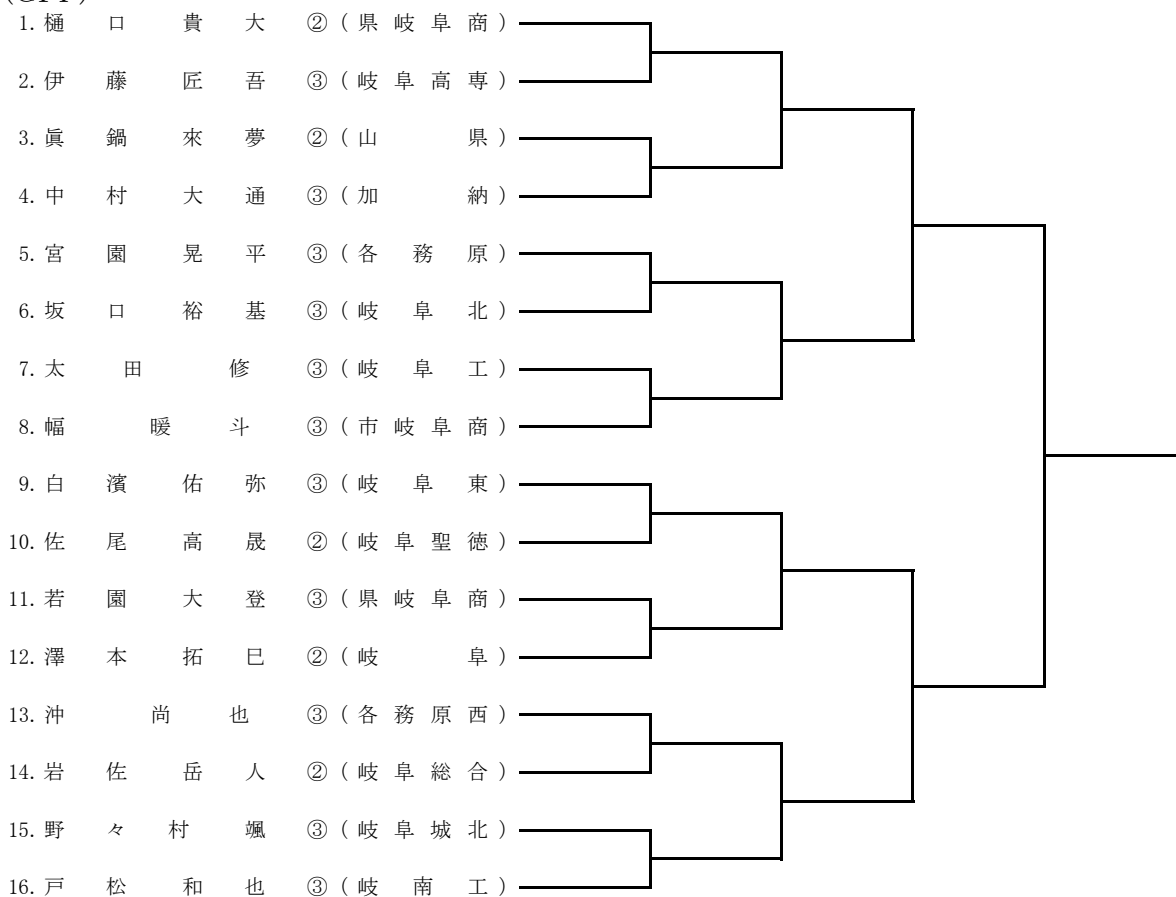 1. 樋口貴大 ② (県岐阜商)
2. 伊藤匠吾 ③ (岐阜高専)
3. 眞鍋來夢 ② (山県)
4. 中村大通 ③ (加納)
5. 宮園晃平 ③ (各務原)
6. 坂口裕基 ③ (岐阜北)
7. 太田修 ③ (岐阜工)
8. 幅暖斗 ③ (市岐阜商)
9. 白濱佑弥 ③ (岐阜東)
10. 佐尾高晟 ② (岐阜聖徳)
11. 若園大登 ③ (県岐阜商)
12. 澤本拓巳 ② (岐阜)
13. 沖尚也 ③ (各務原西)
14. 岩佐岳人 ② (岐阜総合)
15. 野々村颯 ③ (岐阜城北)
16. 戸松和也 ③ (岐南工)